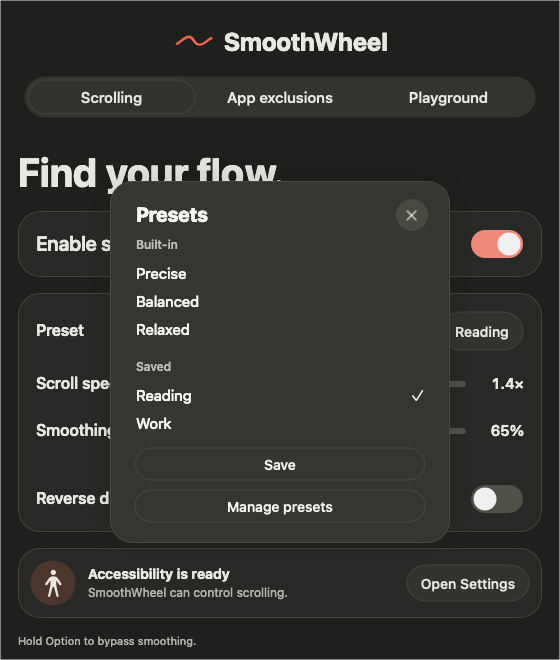 SmoothWheel
Scrolling App exclusions Playground
Find your flow.
Enable s
Presets
Built-in
Precise
Balanced
Relaxed
Saved
Reading ✓
Work
Save
Manage presets
Preset Reading
Scroll spe 1.4×
Smoothing 65%
Reverse d
Accessibility is ready
SmoothWheel can control scrolling.
Open Settings
Hold Option to bypass smoothing.